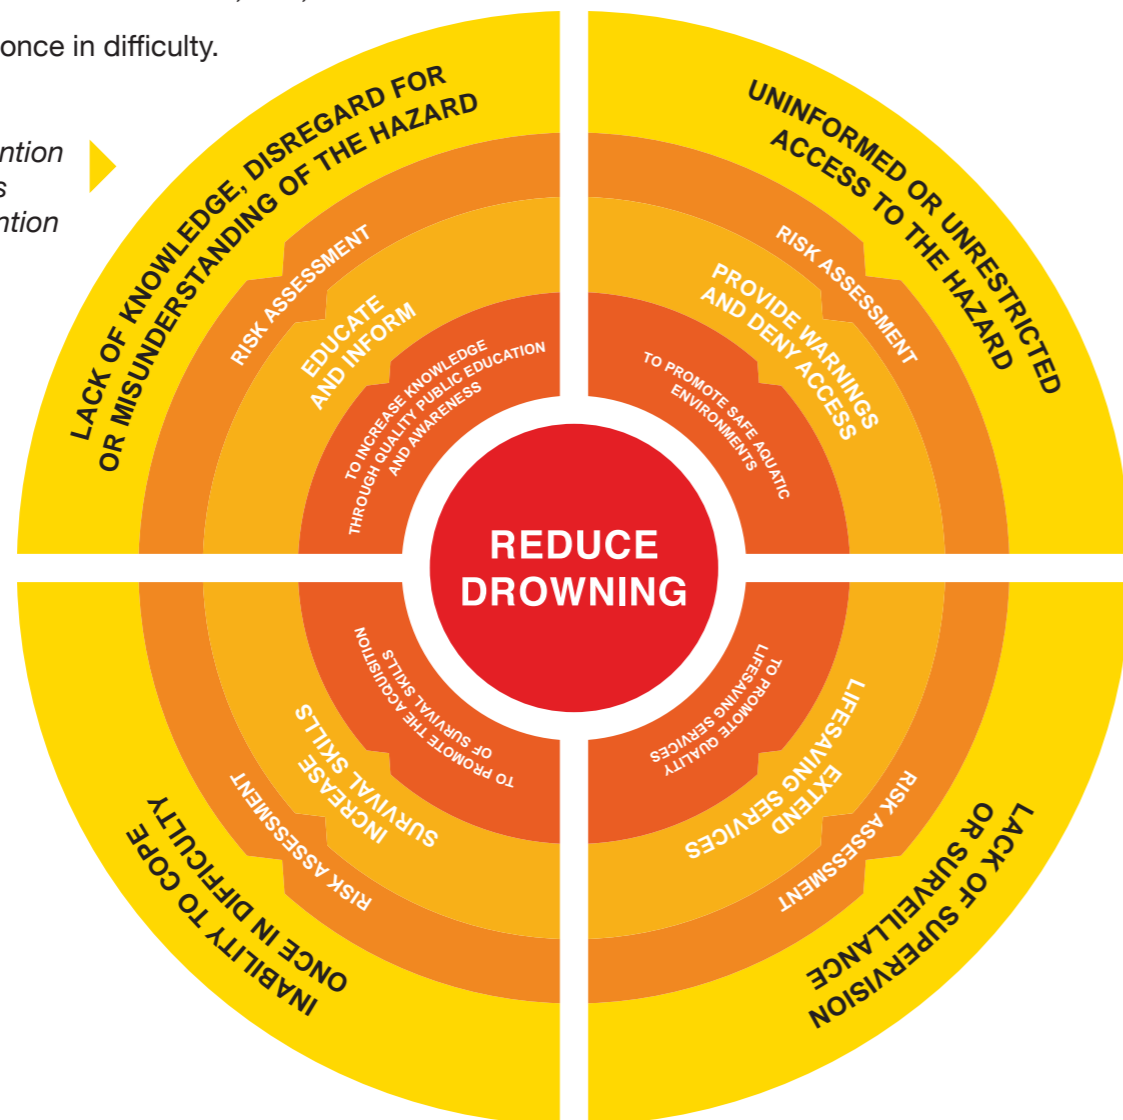 once in difficulty.
ntion
s
ntion
LACK OF KNOWLEDGE, DISREGARD FOR
OR MISUNDERSTANDING OF THE HAZARD
RISK ASSESSMENT
EDUCATE
AND INFORM
TO INCREASE KNOWLEDGE
THROUGH QUALITY PUBLIC EDUCATION
AND AWARENESS
UNINFORMED OR UNRESTRICTED
ACCESS TO THE HAZARD
RISK ASSESSMENT
PROVIDE WARNINGS
AND DENY ACCESS
TO PROMOTE SAFE AQUATIC
ENVIRONMENTS
REDUCE
DROWNING
TO PROMOTE THE ACQUISITION
OF SURVIVAL SKILLS
INCREASE
SURVIVAL SKILLS
RISK ASSESSMENT
INABILITY TO COPE
ONCE IN DIFFICULTY
TO PROMOTE QUALITY
LIFESAVING SERVICES
EXTEND
LIFESAVING SERVICES
RISK ASSESSMENT
LACK OF SUPERVISION
OR SURVEILLANCE